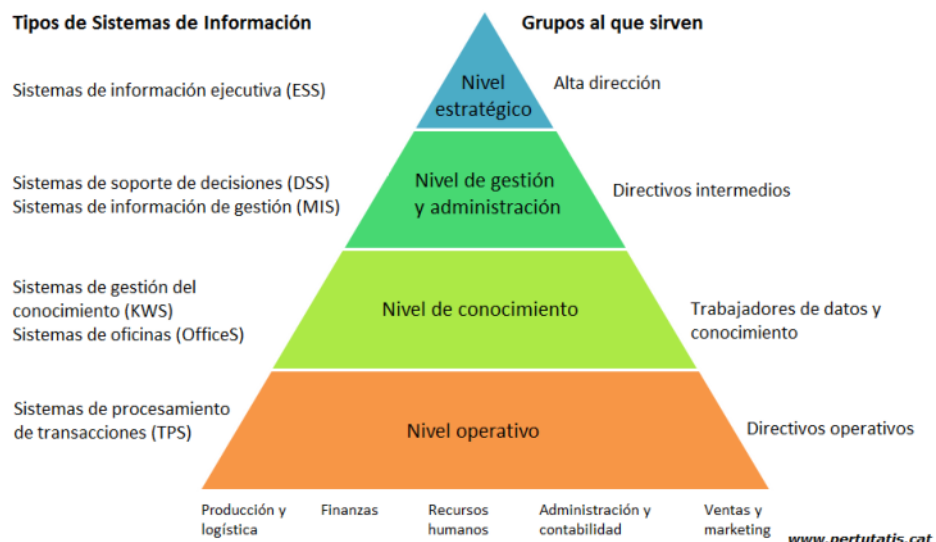 Tipos de Sistemas de Información
Grupos al que sirven
Sistemas de información ejecutiva (ESS)
Nivel
estratégico
Alta dirección
Sistemas de soporte de decisiones (DSS)
Sistemas de información de gestión (MIS)
Nivel de gestión
y administración
Directivos intermedios
Sistemas de gestión del
conocimiento (KWS)
Sistemas de oficinas (OfficeS)
Nivel de conocimiento
Trabajadores de datos y
conocimiento
Sistemas de procesamiento
de transacciones (TPS)
Nivel operativo
Directivos operativos
Producción y
logística
Finanzas
Recursos
humanos
Administración y
contabilidad
Ventas y
marketing
www.pertutatis.cat